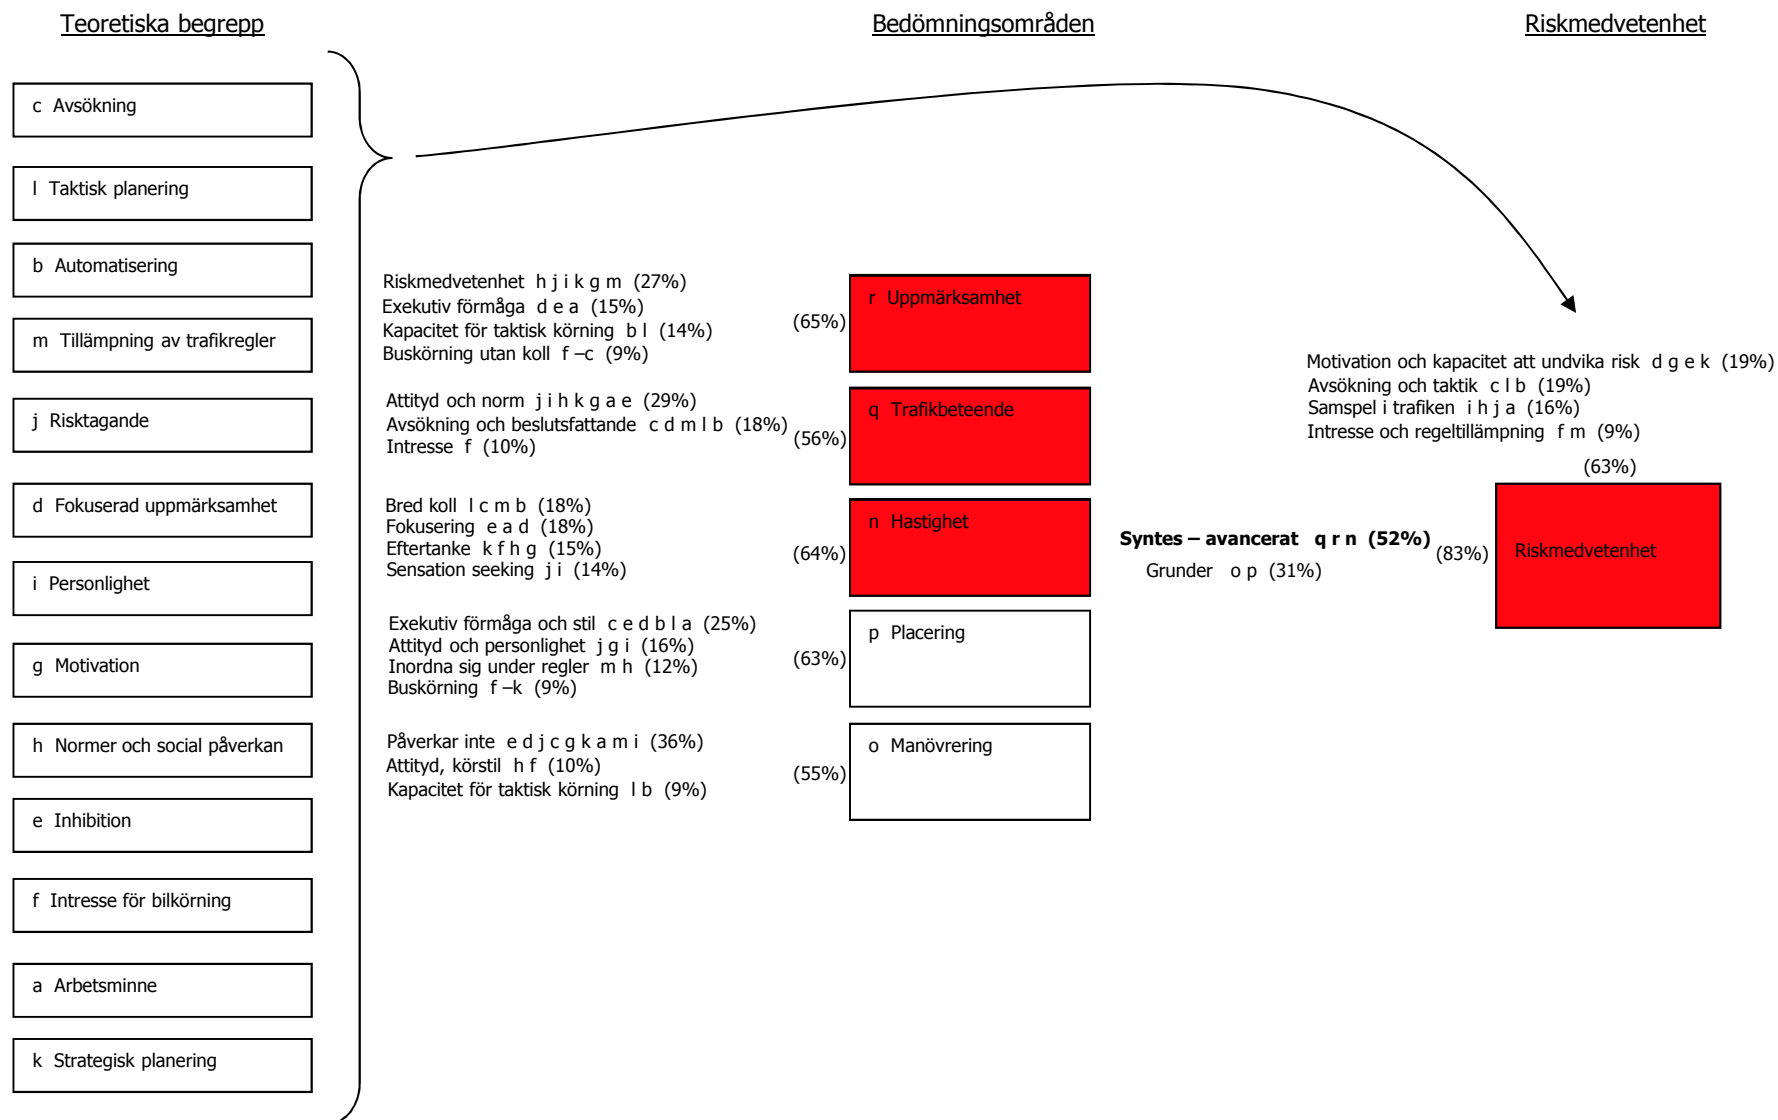 Teoretiska begrepp
Bedömningsområden
Riskmedvetenhet
c Avsökning
l Taktisk planering
b Automatisering
m Tillämpning av trafikregler
j Risktagande
d Fokuserad uppmärksamhet
i Personlighet
g Motivation
h Normer och social påverkan
e Inhibition
f Intresse för bilkörning
a Arbetsminne
k Strategisk planering
Riskmedvetenhet h j i k g m (27%)
Exekutiv förmåga d e a (15%)
Kapacitet för taktisk körning b l (14%)
Buskörning utan koll f –c (9%)
(65%)
r Uppmärksamhet
Attityd och norm j i h k g a e (29%)
Avsökning och beslutsfattande c d m l b (18%)
Intresse f (10%)
(56%)
q Trafikbeteende
Bred koll l c m b (18%)
Fokusering e a d (18%)
Eftertanke k f h g (15%)
Sensation seeking j i (14%)
(64%)
n Hastighet
Exekutiv förmåga och stil c e d b l a (25%)
Attityd och personlighet j g i (16%)
Inordna sig under regler m h (12%)
Buskörning f –k (9%)
(63%)
p Placering
Påverkar inte e d j c g k a m i (36%)
Attityd, körstil h f (10%)
Kapacitet för taktisk körning l b (9%)
(55%)
o Manövrering
Syntes – avancerat q r n (52%)
Grunder o p (31%)
(83%)
Motivation och kapacitet att undvika risk d g e k (19%)
Avsökning och taktik c l b (19%)
Samspel i trafiken i h j a (16%)
Intresse och regeltillämpning f m (9%)
(63%)
Riskmedvetenhet